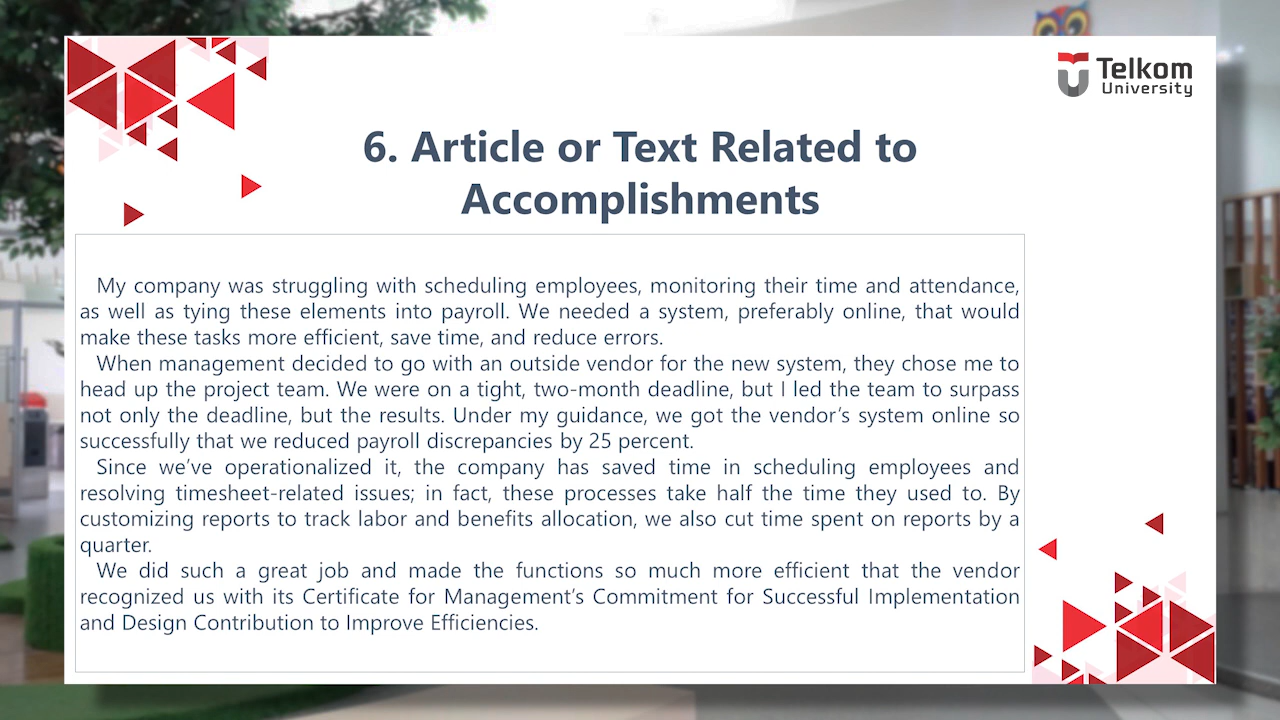 Telkom
University
6. Article or Text Related to
Accomplishments
My company was struggling with scheduling employees, monitoring their time and attendance,
as well as tying these elements into payroll. We needed a system, preferably online, that would
make these tasks more efficient, save time, and reduce errors.
When management decided to go with an outside vendor for the new system, they chose me to
head up the project team. We were on a tight, two-month deadline, but I led the team to surpass
not only the deadline, but the results. Under my guidance, we got the vendor’s system online so
successfully that we reduced payroll discrepancies by 25 percent.
Since we’ve operationalized it, the company has saved time in scheduling employees and
resolving timesheet-related issues; in fact, these processes take half the time they used to. By
customizing reports to track labor and benefits allocation, we also cut time spent on reports by a
quarter.
We did such a great job and made the functions so much more efficient that the vendor
recognized us with its Certificate for Management’s Commitment for Successful Implementation
and Design Contribution to Improve Efficiencies.